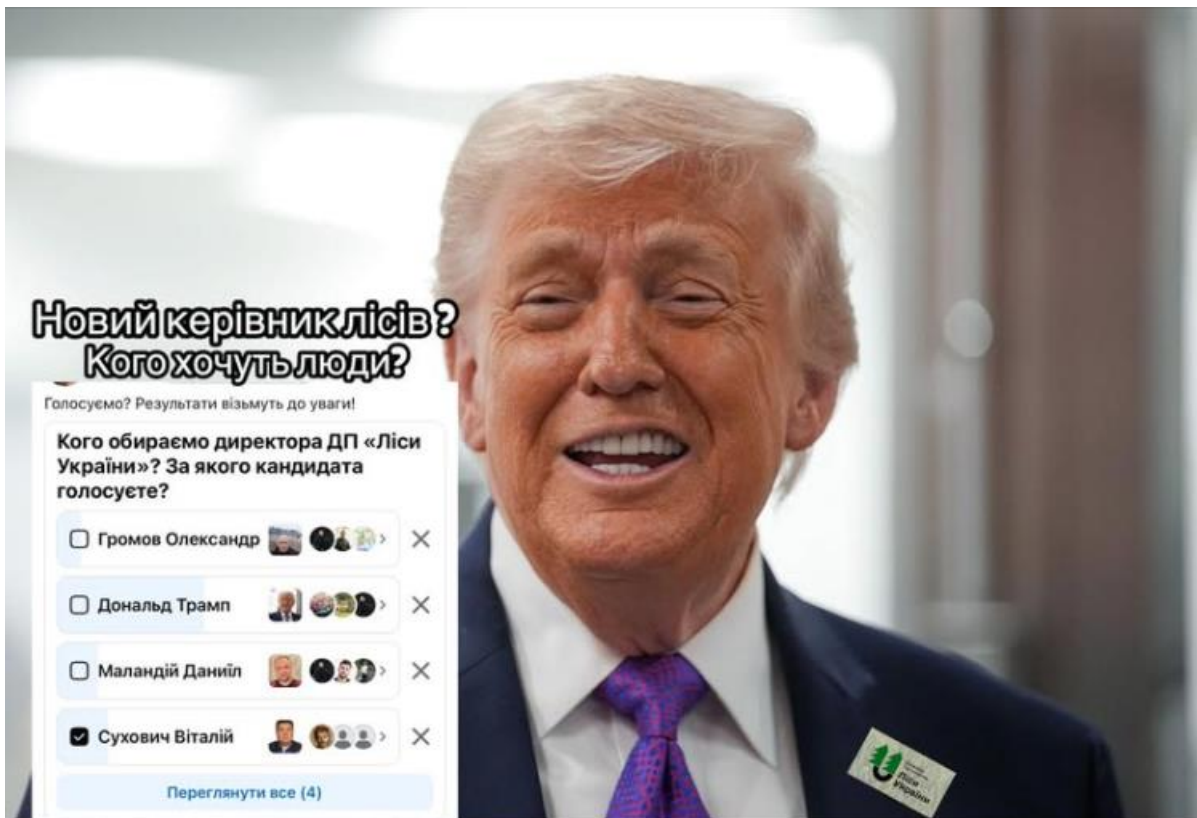 Новий керівник лісів ?
Кого хочуть люди?
Голосуємо? Результати візьмуть до уваги!
Кого обираємо директора ДП «Ліси
України»? За якого кандидата
голосуєте?
Громов Олександр
Дональд Трамп
Маландій Даниїл
Сухович Віталій
Переглянути все (4)
Ліси
України